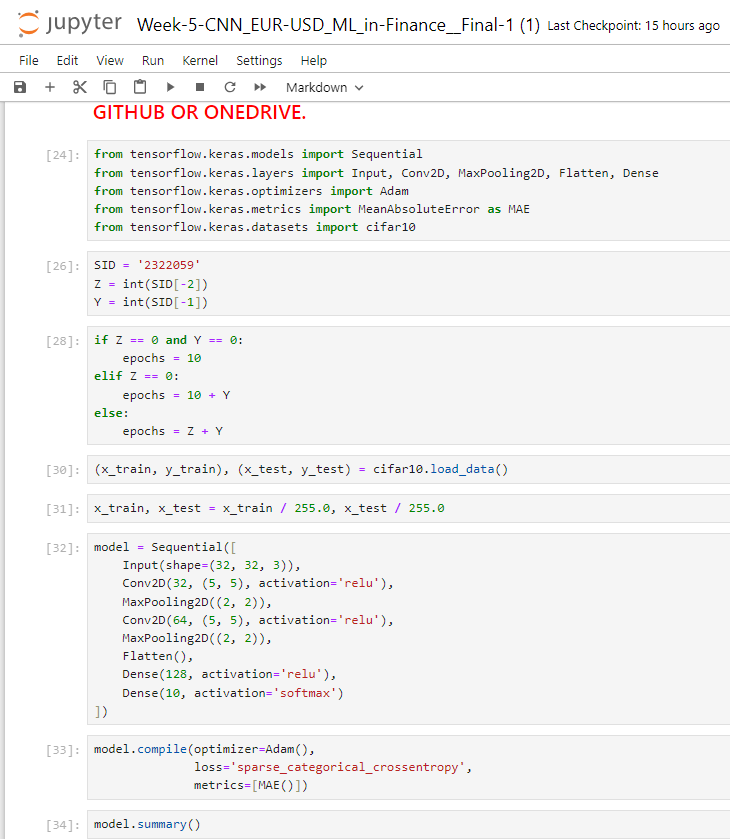 jupyter Week-5-CNN_EUR-USD_ML_in-Finance__Final-1 (1) Last Checkpoint: 15 hours ago
File Edit View Run Kernel Settings Help
Markdown
GITHUB OR ONEDRIVE.
[24]: from tensorflow.keras.models import Sequential
from tensorflow.keras.layers import Input, Conv2D, MaxPooling2D, Flatten, Dense
from tensorflow.keras.optimizers import Adam
from tensorflow.keras.metrics import MeanAbsoluteError as MAE
from tensorflow.keras.datasets import cifar10
[26]: SID = '2322059'
Z = int(SID[-2])
Y = int(SID[-1])
[28]: if Z == 0 and Y == 0:
    epochs = 10
elif Z == 0:
    epochs = 10 + Y
else:
    epochs = Z + Y
[30]: (x_train, y_train), (x_test, y_test) = cifar10.load_data()
[31]: x_train, x_test = x_train / 255.0, x_test / 255.0
[32]: model = Sequential([
    Input(shape=(32, 32, 3)),
    Conv2D(32, (5, 5), activation='relu'),
    MaxPooling2D((2, 2)),
    Conv2D(64, (5, 5), activation='relu'),
    MaxPooling2D((2, 2)),
    Flatten(),
    Dense(128, activation='relu'),
    Dense(10, activation='softmax')
])
[33]: model.compile(optimizer=Adam(),
              loss='sparse_categorical_crossentropy',
              metrics=[MAE()])
[34]: model.summary()